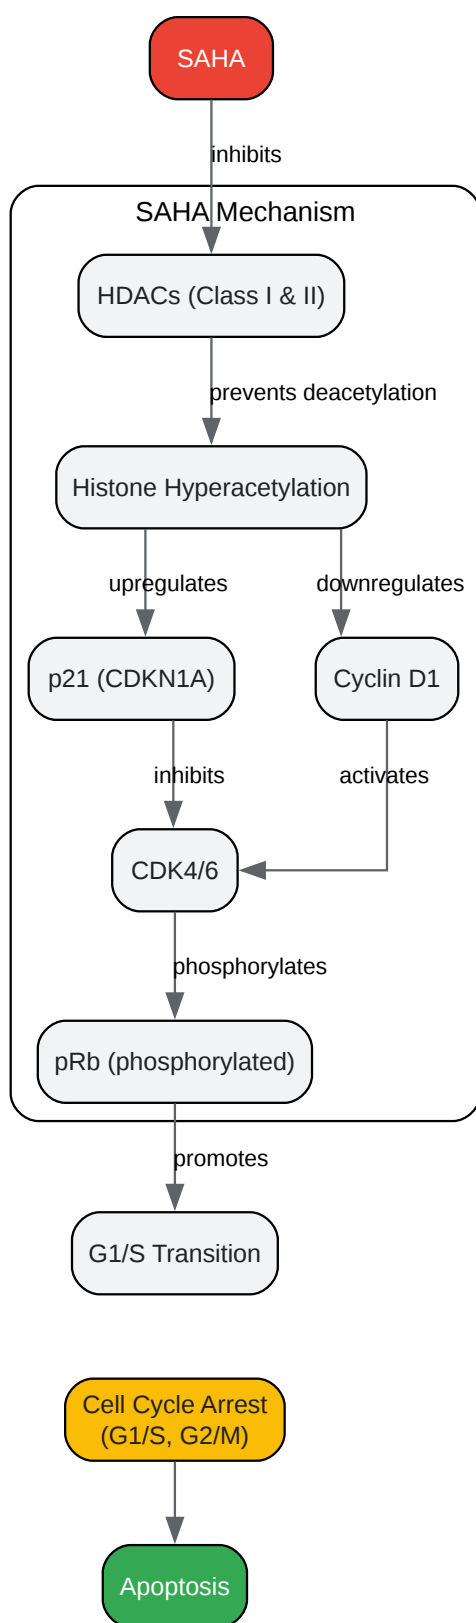 SAHA
inhibits
SAHA Mechanism
HDACs (Class I & II)
prevents deacetylation
Histone Hyperacetylation
upregulates
downregulates
p21 (CDKN1A)
Cyclin D1
inhibits
activates
CDK4/6
phosphorylates
pRb (phosphorylated)
promotes
G1/S Transition
Cell Cycle Arrest
(G1/S, G2/M)
Apoptosis